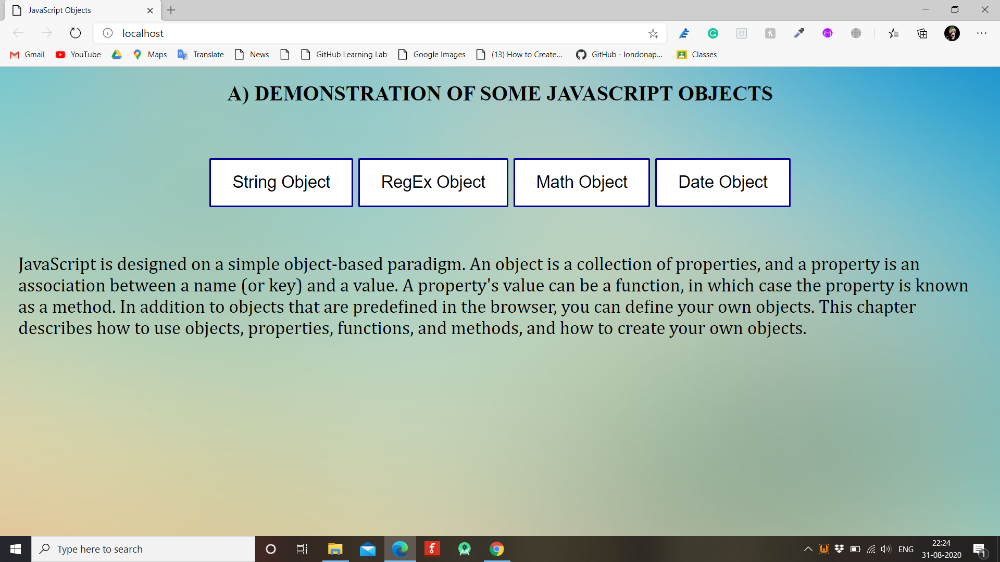 JavaScript Objects
localhost
Gmail YouTube Maps Translate News GitHub Learning Lab Google Images (13) How to Create... GitHub - londonap... Classes
A) DEMONSTRATION OF SOME JAVASCRIPT OBJECTS
String Object RegEx Object Math Object Date Object
JavaScript is designed on a simple object-based paradigm. An object is a collection of properties, and a property is an
association between a name (or key) and a value. A property's value can be a function, in which case the property is known
as a method. In addition to objects that are predefined in the browser, you can define your own objects. This chapter
describes how to use objects, properties, functions, and methods, and how to create your own objects.
Type here to search
ENG
22:24
31-08-2020
1